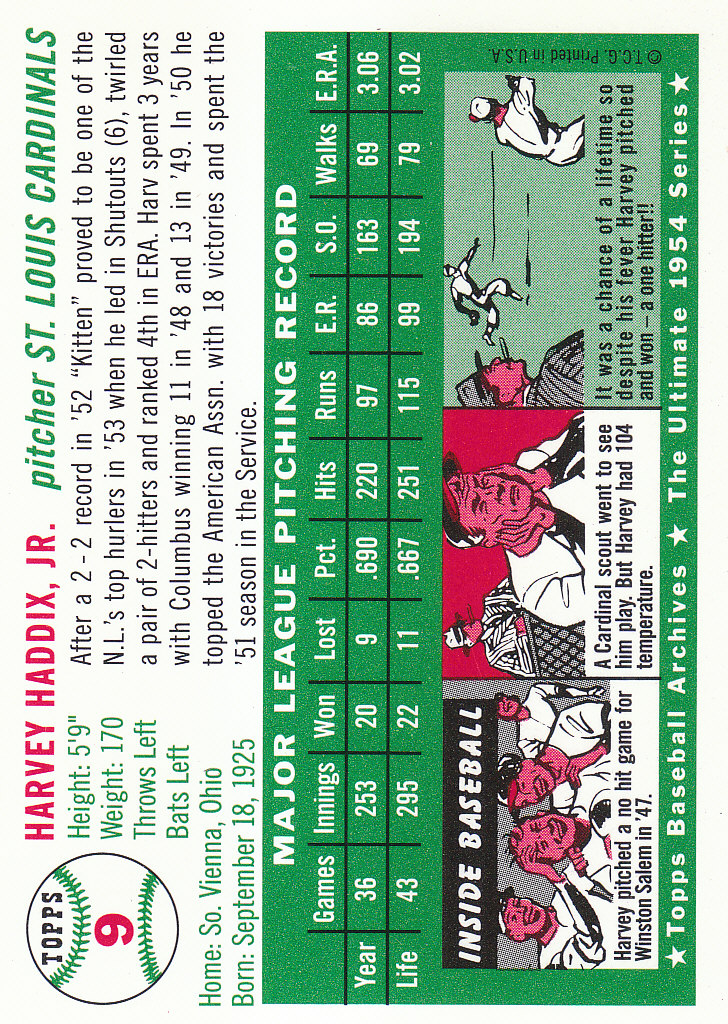 TOPPS
9
HARVEY HADDIX, JR. pitcher ST. LOUIS CARDINALS
Height: 5'9"
Weight: 170
Throws Left
Bats Left
Home: So. Vienna, Ohio
Born: September 18, 1925
After a 2-2 record in '52 "Kitten" proved to be one of the
N.L.'s top hurlers in '53 when he led in Shutouts (6), twirled
a pair of 2-hitters and ranked 4th in ERA. Harv spent 3 years
with Columbus winning 11 in '48 and 13 in '49. In '50 he
topped the American Assn. with 18 victories and spent the
'51 season in the Service.
MAJOR LEAGUE PITCHING RECORD
Games Innings Won Lost Pct. Hits Runs E.R. S.O. Walks E.R.A.
Year 36 253 20 9 .690 220 97 86 163 69 3.06
Life 43 295 22 11 .667 251 115 99 194 79 3.02
INSIDE BASEBALL
Harvey pitched a no hit game for
Winston Salem in '47.
A Cardinal scout went to see
him play. But Harvey had 104
temperature.
It was a chance of a lifetime so
despite his fever Harvey pitched
and won – a one hitter!!
© T.C.G. Printed in U.S.A.
★ Topps Baseball Archives ★ The Ultimate 1954 Series ★